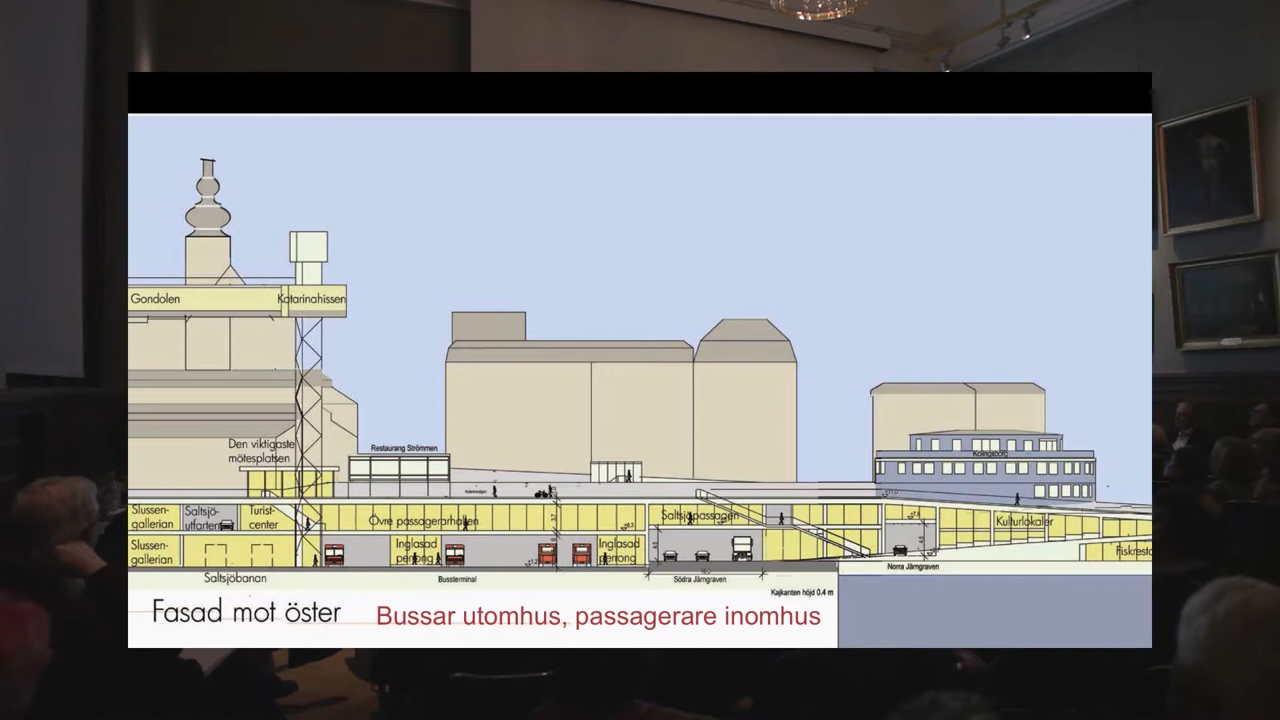 Gondolen
Katarinahissen
Den viktigaste
mötesplatsen
Restaurang Strömmen
Kolingsborg
Slussen-
gallerian
Saltsjö-
utfarten
Turist-
center
Övre passagerarhallen
Saltsjöpassagen
Kulturlokaler
Slussen-
gallerian
Inglasad
perrong
Inglasad
perrong
Fiskresta
Saltsjöbanan
Bussterminal
Södra Järngraven
Norra Järngraven
Kajkanten höjd 0.4 m
Fasad mot öster
Bussar utomhus, passagerare inomhus